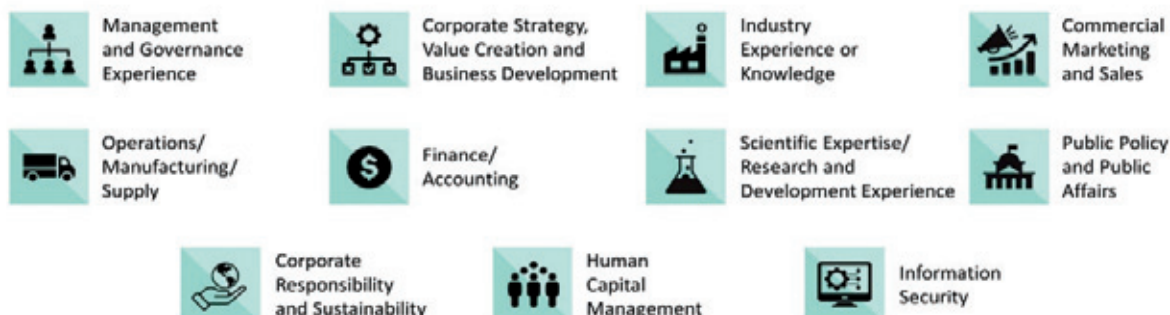 Management
and Governance
Experience
Corporate Strategy,
Value Creation and
Business Development
Industry
Experience or
Knowledge
Commercial
Marketing
and Sales
Operations/
Manufacturing/
Supply
Finance/
Accounting
Scientific Expertise/
Research and
Development Experience
Public Policy
and Public
Affairs
Corporate
Responsibility
and Sustainability
Human
Capital
Management
Information
Security